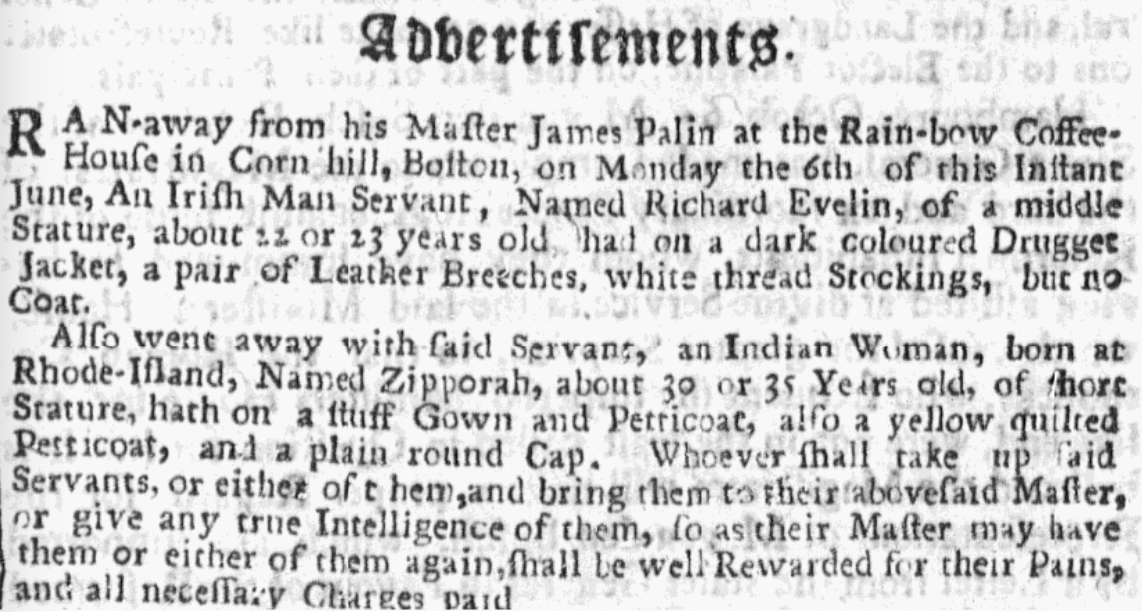 Advertiſements.
RAN-away from his Maſter James Palin at the Rain-bow Coffee-
Houſe in Corn hill, Boſton, on Monday the 6th of this Inſtant
June, An Iriſh Man Servant, Named Richard Evelin, of a middle
Stature, about 22 or 23 years old, had on a dark coloured Drugget
Jacket, a pair of Leather Breeches, white thread Stockings, but no
Coat.
Alſo went away with ſaid Servant, an Indian Woman, born at
Rhode-Iſland, Named Zipporah, about 30 or 35 Years old, of ſhort
Stature, hath on a ſtuff Gown and Petticoat, alſo a yellow quilted
Petticoat, and a plain round Cap. Whoever ſhall take up ſaid
Servants, or either of t hem,and bring them to their aboveſaid Maſter,
or give any true Intelligence of them, ſo as their Maſter may have
them or either of them again,ſhall be well Rewarded for their Pains,
and all neceſſary Charges paid